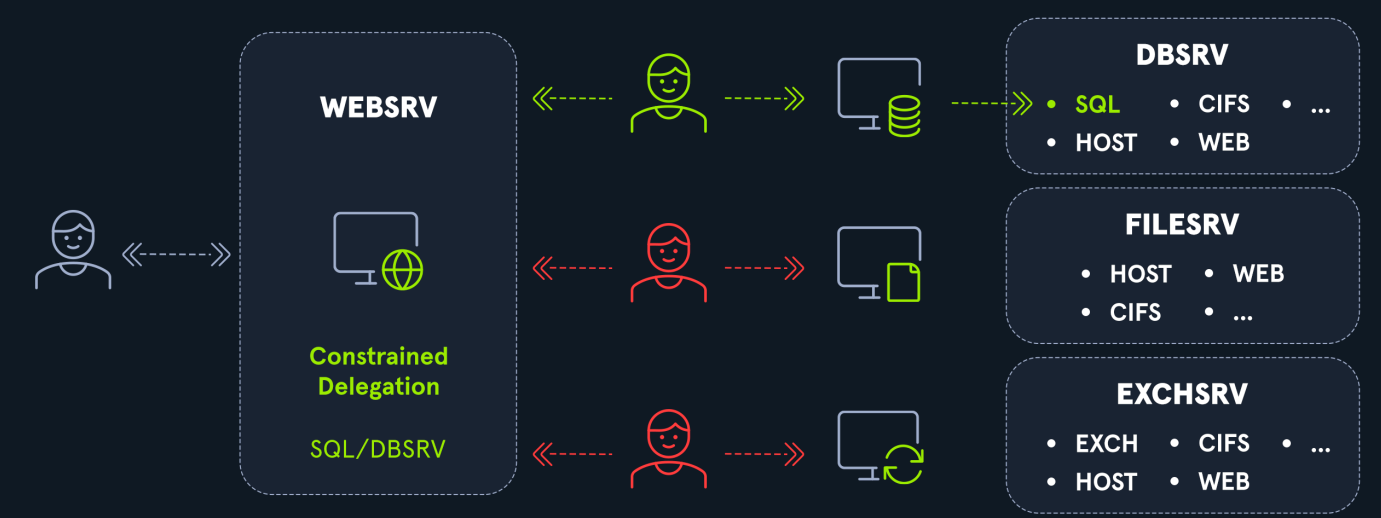 WEBSRV
Constrained
Delegation
SQL/DBSRV
DBSRV
• SQL • CIFS • ...
• HOST • WEB
FILESRV
• HOST • WEB
• CIFS • ...
EXCHSRV
• EXCH • CIFS • ...
• HOST • WEB